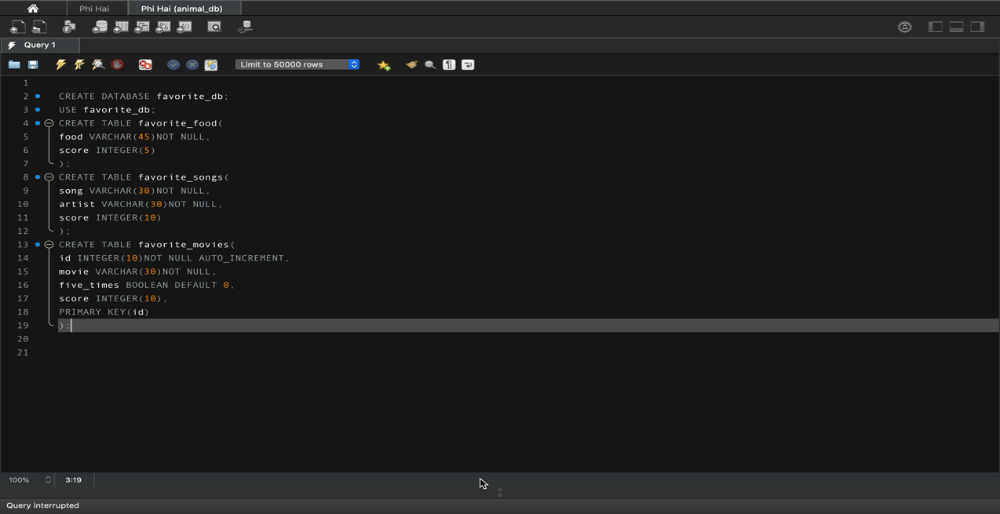 Phi Hai
Phi Hai (animal_db)
Query 1
Limit to 50000 rows
1
2 CREATE DATABASE favorite_db;
3 USE favorite_db;
4 CREATE TABLE favorite_food(
5 food VARCHAR(45)NOT NULL,
6 score INTEGER(5)
7 );
8 CREATE TABLE favorite_songs(
9 song VARCHAR(30)NOT NULL,
10 artist VARCHAR(30)NOT NULL,
11 score INTEGER(10)
12 );
13 CREATE TABLE favorite_movies(
14 id INTEGER(10)NOT NULL AUTO_INCREMENT,
15 movie VARCHAR(30)NOT NULL,
16 five_times BOOLEAN DEFAULT 0,
17 score INTEGER(10),
18 PRIMARY KEY(id)
19 );
20
21
100% 3:19
Query interrupted